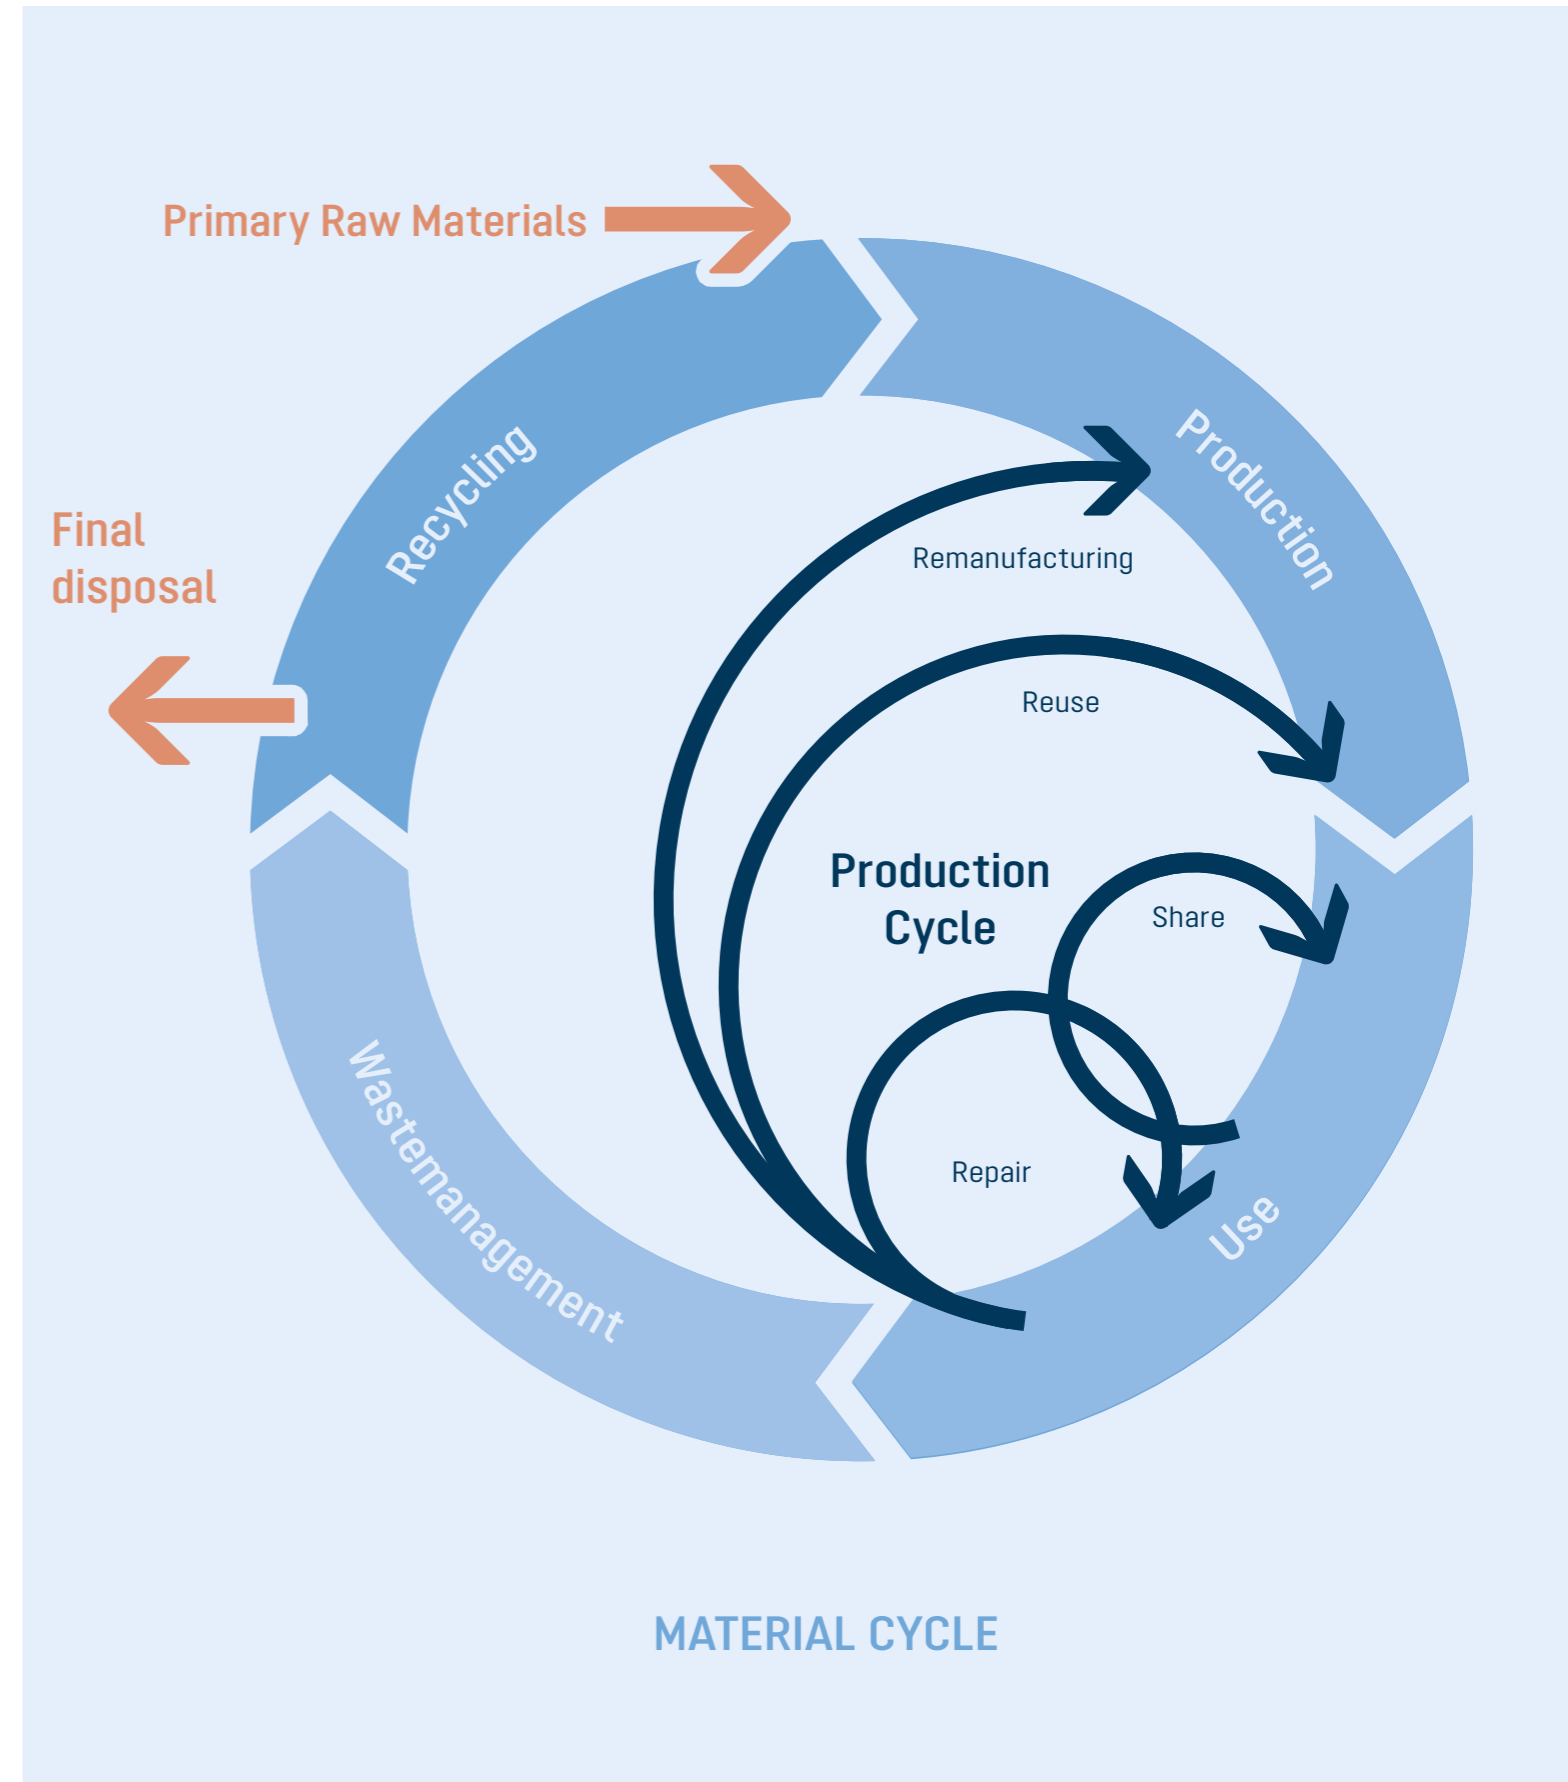 Primary Raw Materials
Recycling
Production
Final
disposal
Remanufacturing
Reuse
Production
Cycle
Share
Repair
Wastemanagement
Use
MATERIAL CYCLE